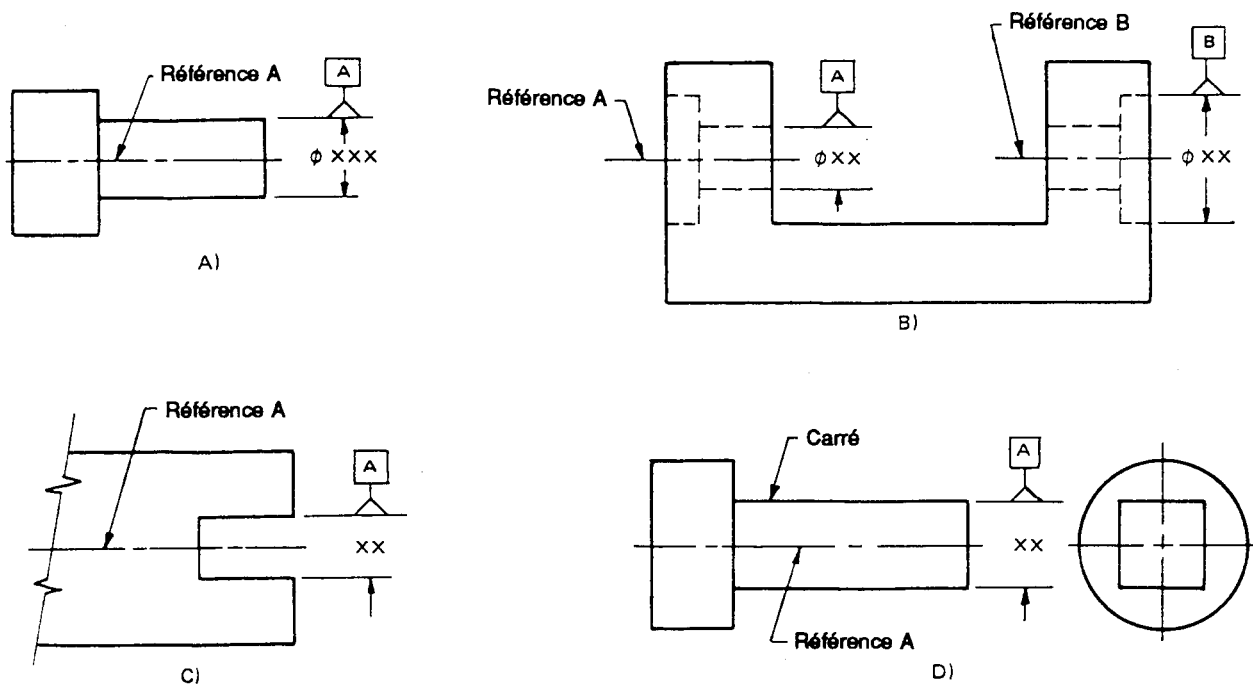 Référence A
A
ϕ XXX
A)
Référence B
Référence A
A
B
ϕ XX
ϕ XX
B)
Référence A
A
XX
C)
Carré
A
XX
Référence A
D)